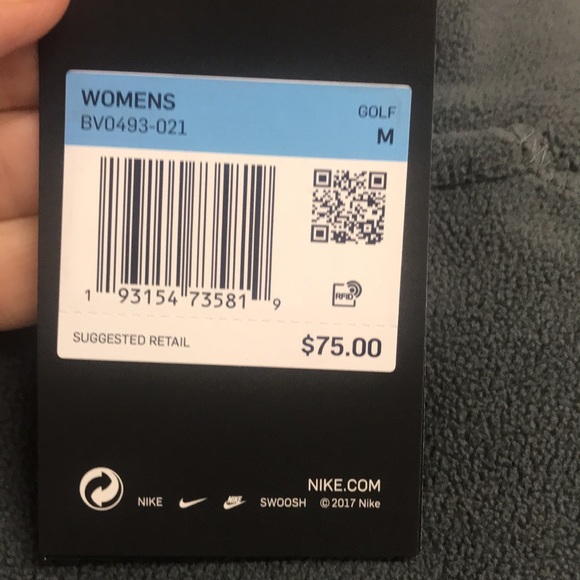 WOMENS
BV0493-021
GOLF
M
1 93154 73581 9
RFID
SUGGESTED RETAIL
$75.00
NIKE.COM
NIKE NIKE SWOOSH © 2017 Nike